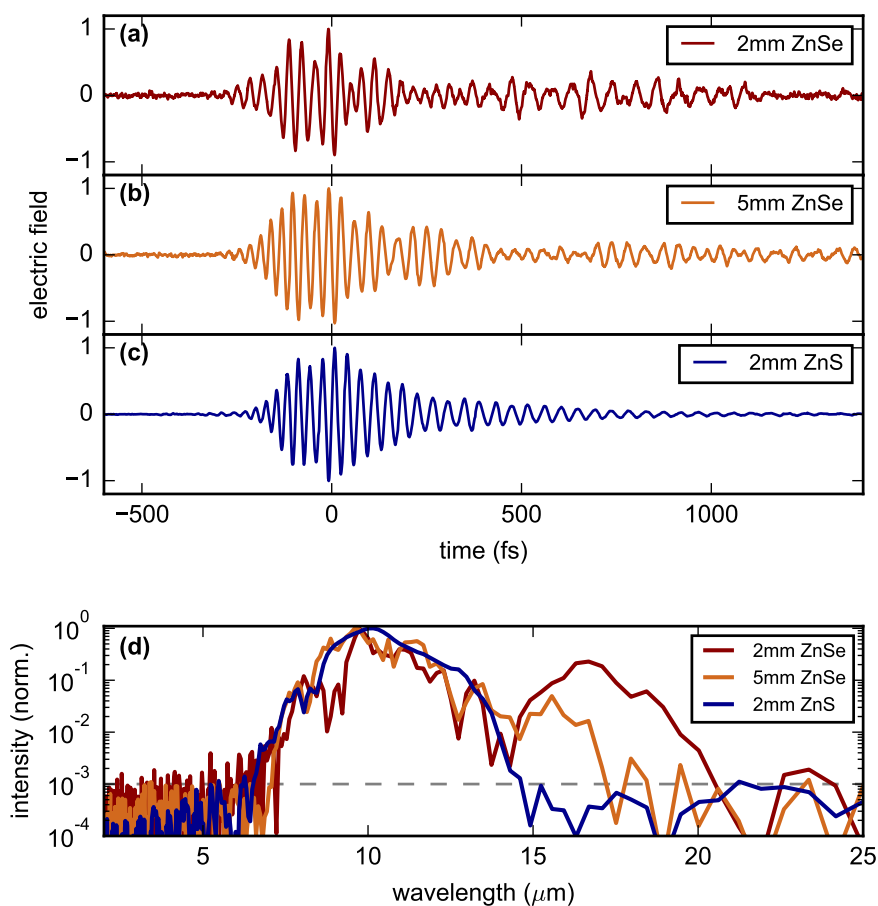 (a)
2mm ZnSe
1
0
−1
(b)
5mm ZnSe
1
0
−1
electric field
(c)
2mm ZnS
1
0
−1
−500 0 500 1000
time (fs)
(d)
2mm ZnSe
5mm ZnSe
2mm ZnS
10^0
10^-1
10^-2
10^-3
10^-4
intensity (norm.)
5 10 15 20 25
wavelength (μm)